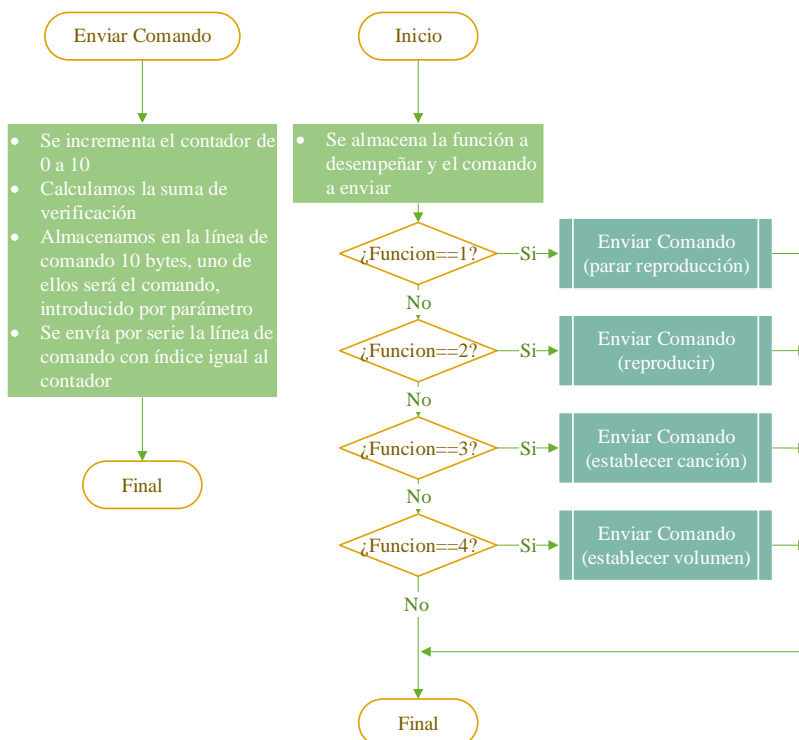 Enviar Comando
• Se incrementa el contador de
0 a 10
• Calculamos la suma de
verificación
• Almacenamos en la línea de
comando 10 bytes, uno de
ellos será el comando,
introducido por parámetro
• Se envía por serie la línea de
comando con índice igual al
contador
Final
Inicio
• Se almacena la función a
desempeñar y el comando
a enviar
¿Funcion==1?
Si
Enviar Comando
(parar reproducción)
No
¿Funcion==2?
Si
Enviar Comando
(reproducir)
No
¿Funcion==3?
Si
Enviar Comando
(establecer canción)
No
¿Funcion==4?
Si
Enviar Comando
(establecer volumen)
No
Final